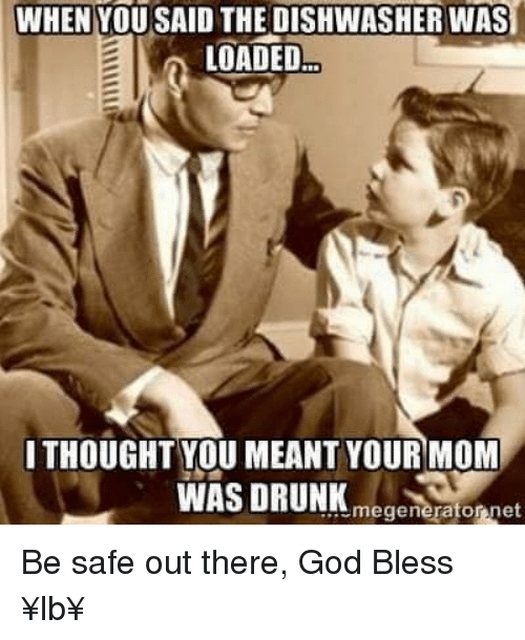 WHEN YOU SAID THE DISHWASHER WAS
LOADED...
I THOUGHT YOU MEANT YOUR MOM
WAS DRUNK
megenerator.net
Be safe out there, God Bless
¥lb¥